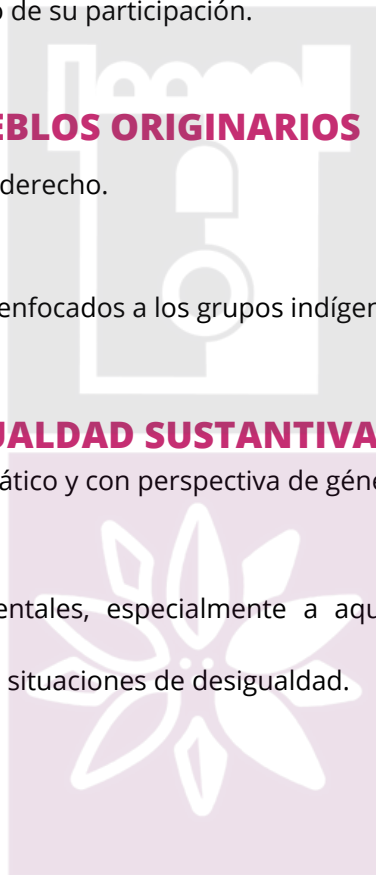 de su participación.
EBLOS ORIGINARIOS
derecho.
enfocados a los grupos indígen
UALDAD SUSTANTIVA
ático y con perspectiva de géne
entales, especialmente a aqu
situaciones de desigualdad.